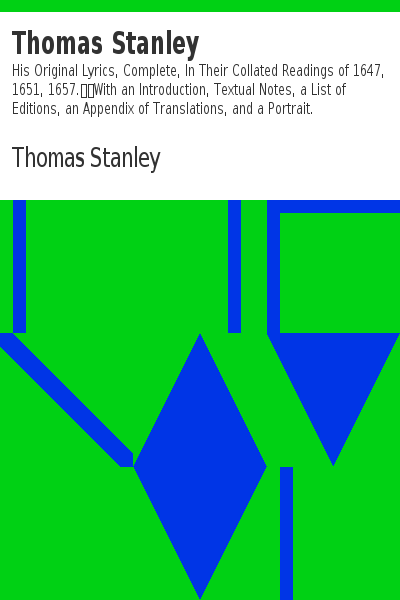 Thomas Stanley
His Original Lyrics, Complete, In Their Collated Readings of 1647,
1651, 1657. With an Introduction, Textual Notes, a List of
Editions, an Appendix of Translations, and a Portrait.
Thomas Stanley